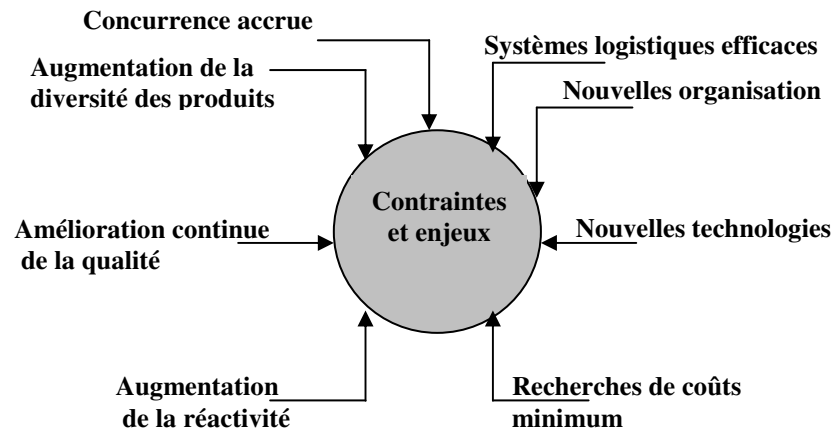 Concurrence accrue
Systèmes logistiques efficaces
Augmentation de la
diversité des produits
Nouvelles organisation
Contraintes
et enjeux
Amélioration continue
de la qualité
Nouvelles technologies
Augmentation
de la réactivité
Recherches de coûts
minimum